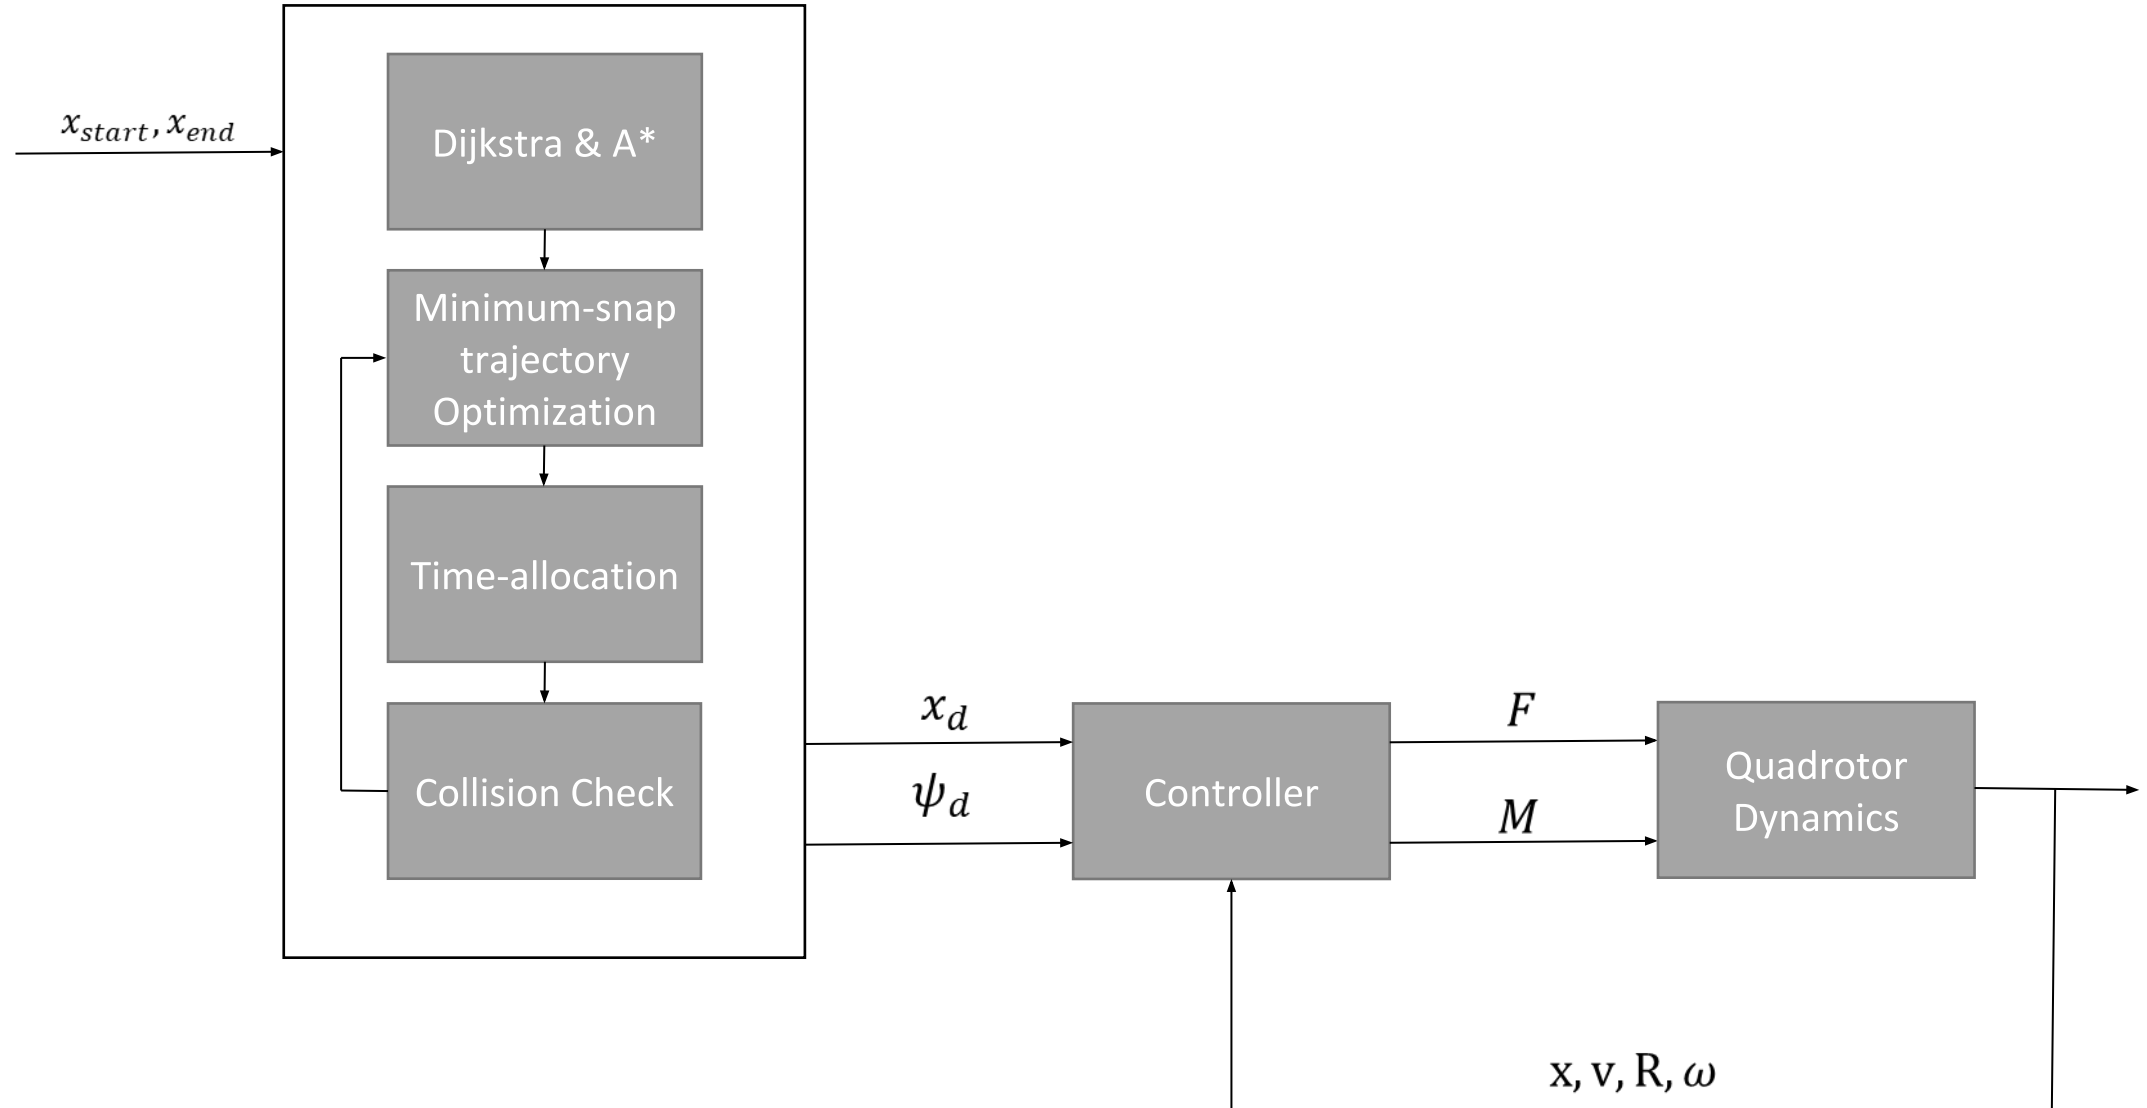 x_start, x_end
Dijkstra & A*
Minimum-snap
trajectory
Optimization
Time-allocation
Collision Check
x_d
ψ_d
Controller
F
M
Quadrotor
Dynamics
x, v, R, ω